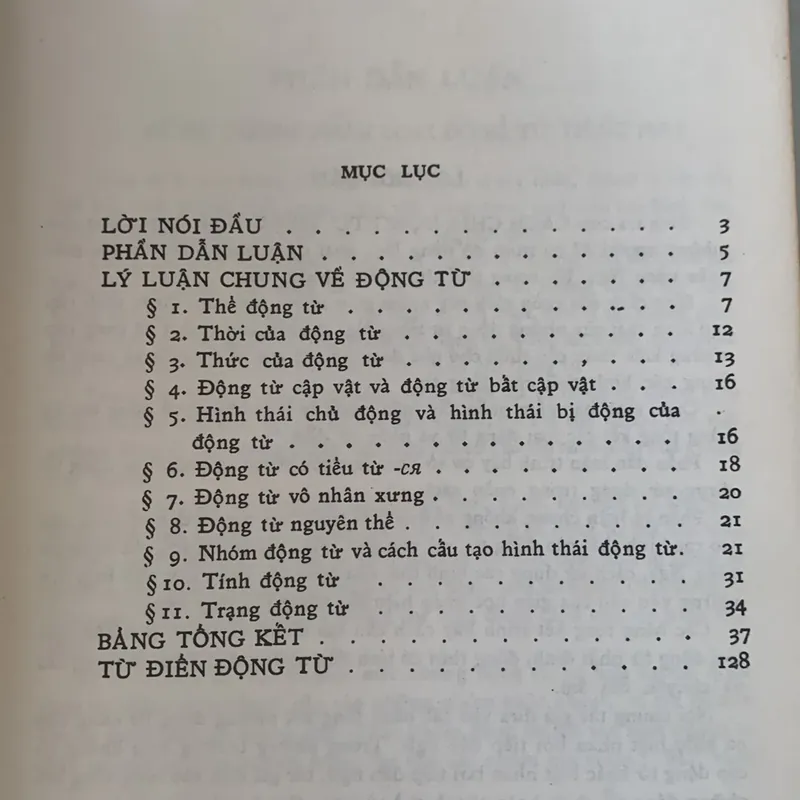 MỤC LỤC
LỜI NÓI ĐẦU . . . . . . . . . . . . . . . 3
PHẦN DẪN LUẬN . . . . . . . . . . . . . 5
LÝ LUẬN CHUNG VỀ ĐỘNG TỪ . . . . . . . 7
§ 1. Thể động từ . . . . . . . . . . . . 7
§ 2. Thời của động từ . . . . . . . . . . 12
§ 3. Thức của động từ . . . . . . . . . . 13
§ 4. Động từ cập vật và động từ bất cập vật . . . 16
§ 5. Hình thái chủ động và hình thái bị động của
động từ . . . . . . . . . . . . . . 16
§ 6. Động từ có tiểu từ -ся . . . . . . . . 18
§ 7. Động từ vô nhân xưng . . . . . . . . 20
§ 8. Động từ nguyên thể . . . . . . . . . 21
§ 9. Nhóm động từ và cách cấu tạo hình thái động từ. 21
§ 10. Tính động từ . . . . . . . . . . . 31
§ 11. Trạng động từ . . . . . . . . . . . 34
BẢNG TỔNG KẾT . . . . . . . . . . . . . 37
TỪ ĐIỂN ĐỘNG TỪ . . . . . . . . . . . . 128